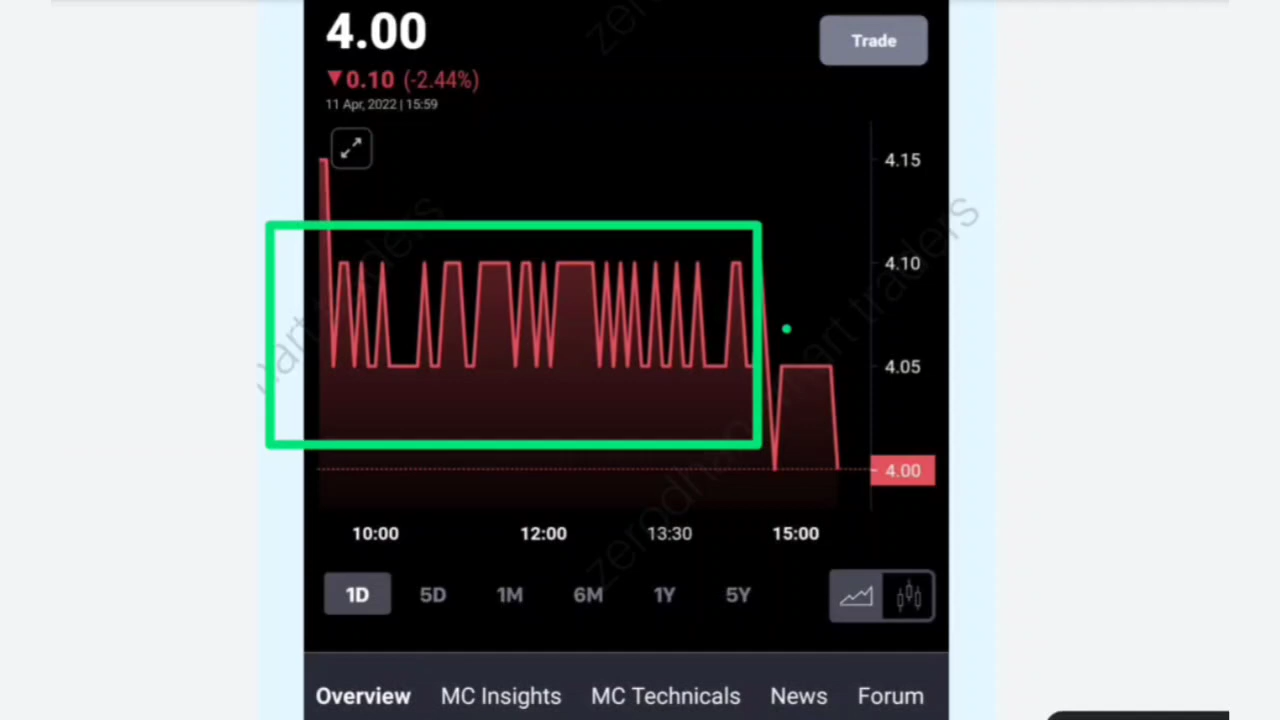 4.00
Trade
▼0.10 (-2.44%)
11 Apr, 2022 | 15:59
4.15
4.10
4.05
4.00
10:00 12:00 13:30 15:00
1D 5D 1M 6M 1Y 5Y
Overview MC Insights MC Technicals News Forum